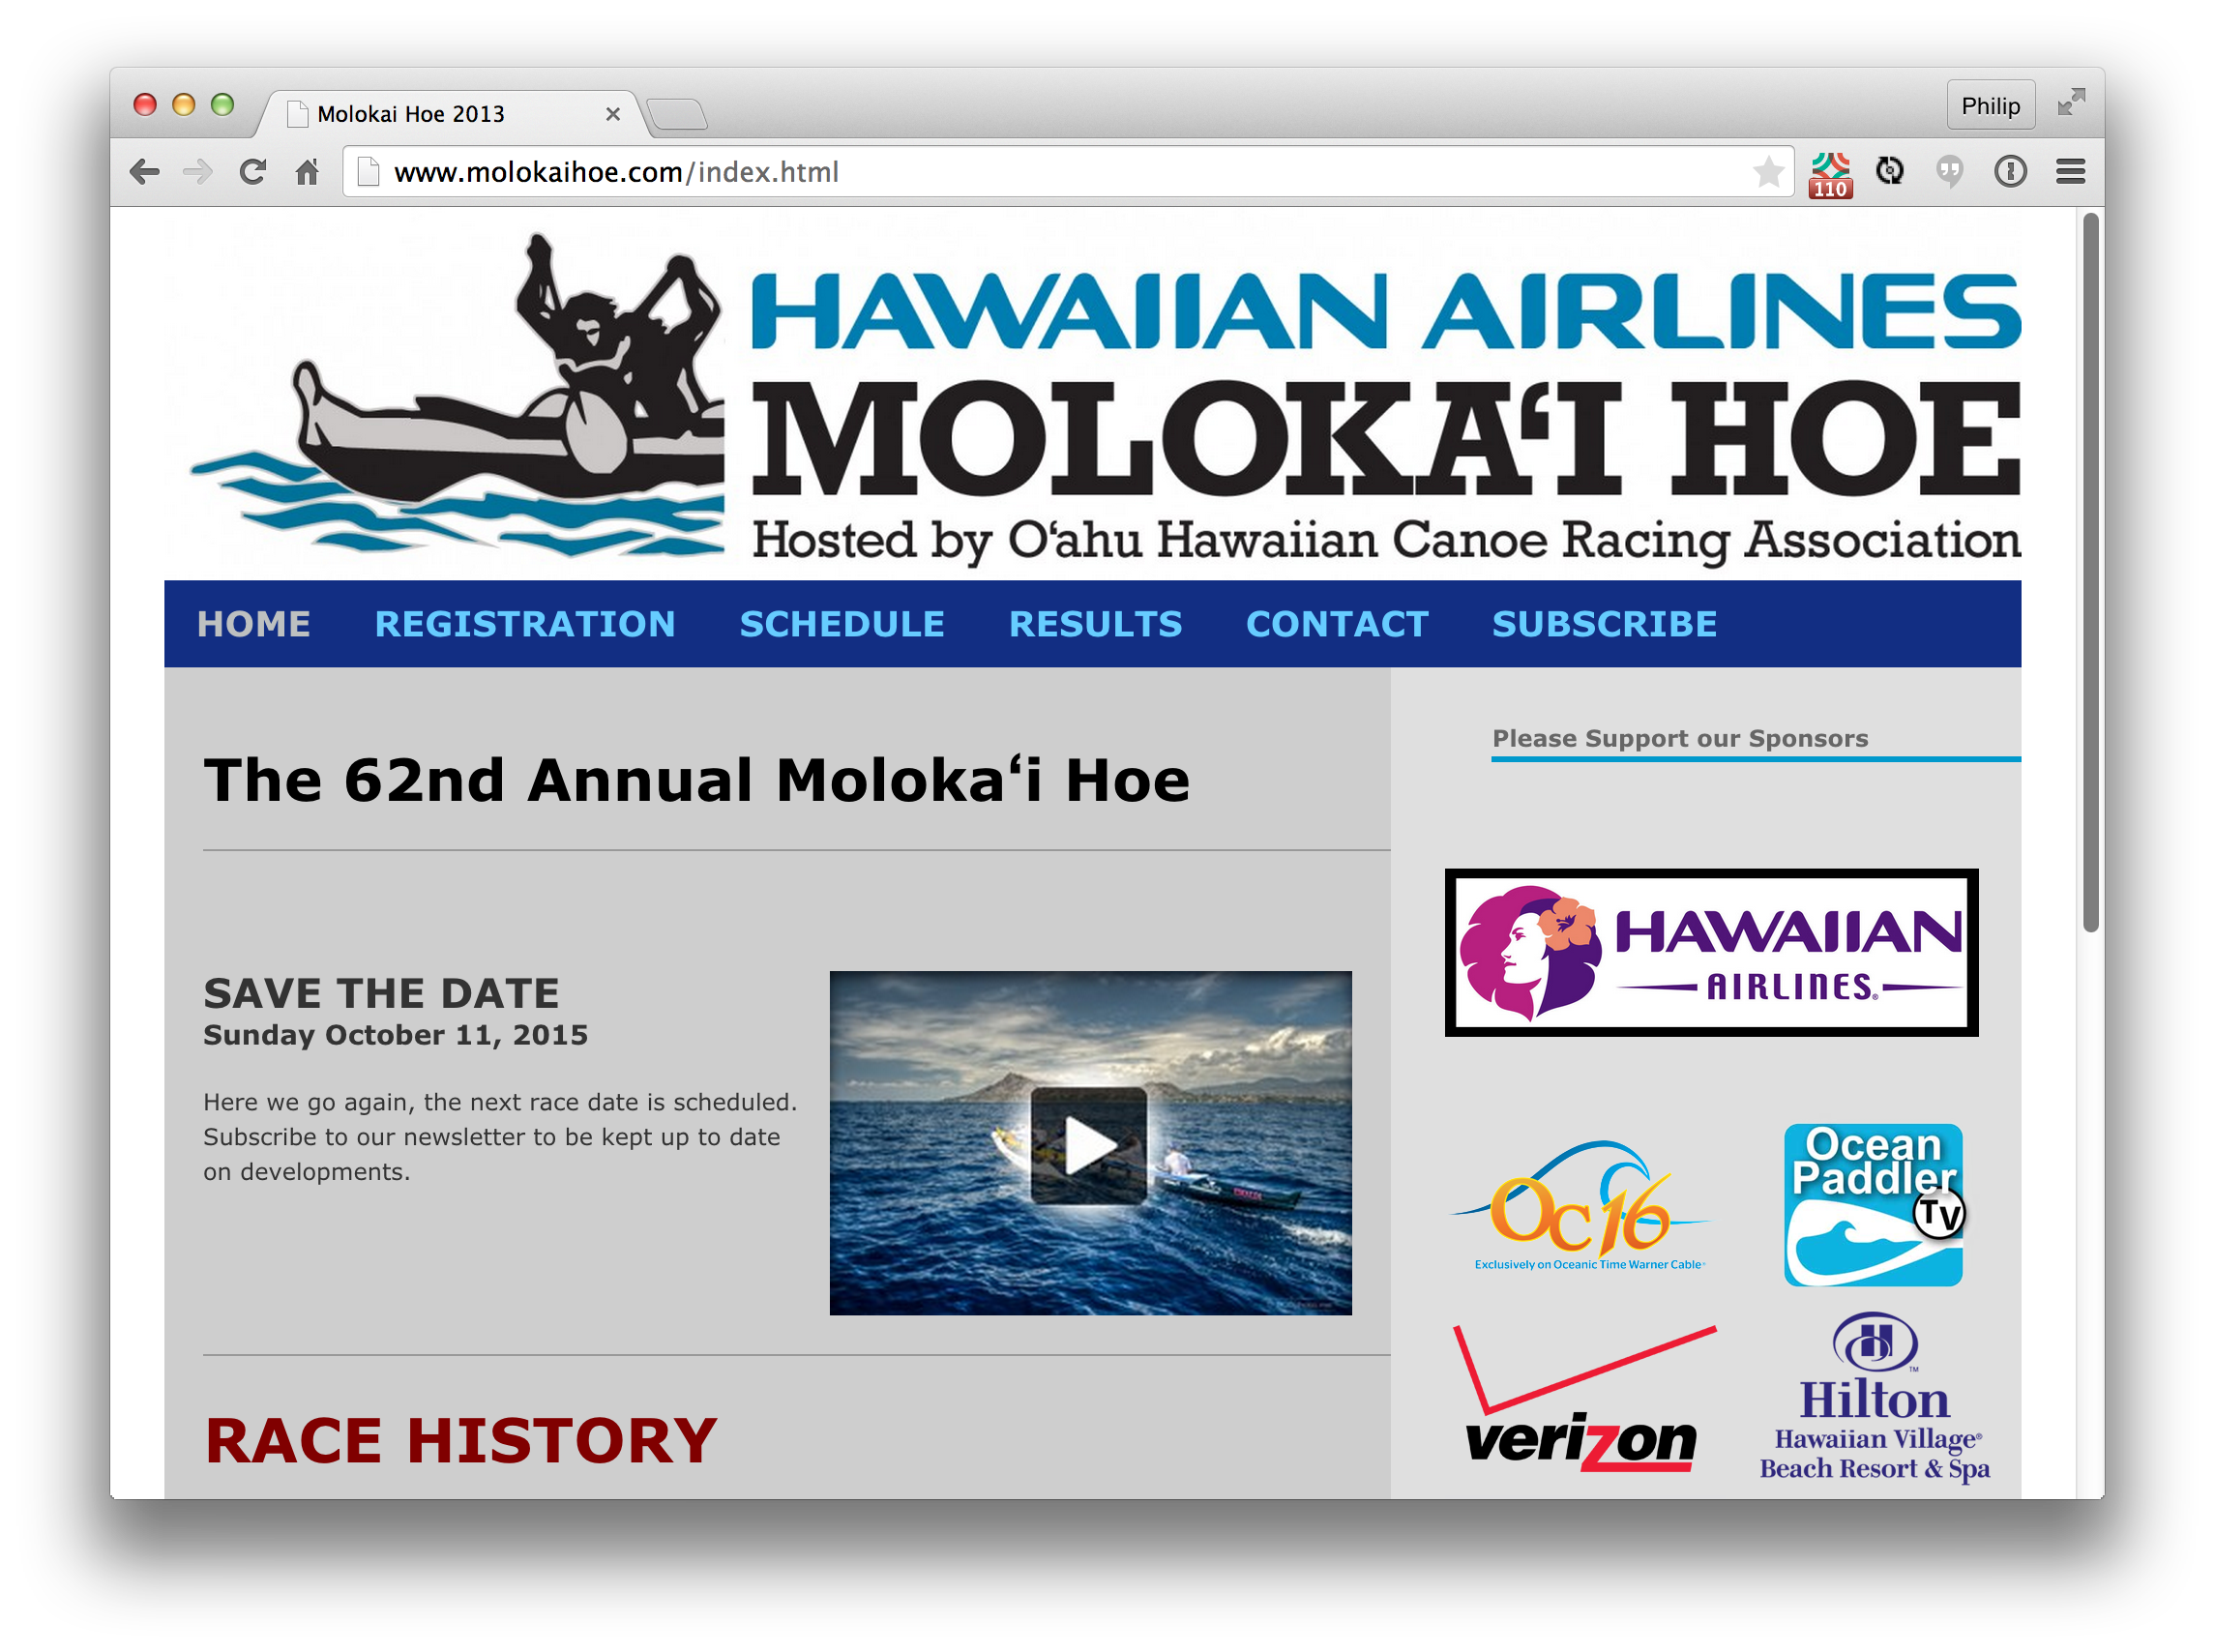 Molokai Hoe 2013
Philip
www.molokaihoe.com/index.html
110
HAWAIIAN AIRLINES
MOLOKAʻI HOE
Hosted by Oʻahu Hawaiian Canoe Racing Association
HOME REGISTRATION SCHEDULE RESULTS CONTACT SUBSCRIBE
The 62nd Annual Molokaʻi Hoe
SAVE THE DATE
Sunday October 11, 2015
Here we go again, the next race date is scheduled.
Subscribe to our newsletter to be kept up to date
on developments.
RACE HISTORY
Please Support our Sponsors
HAWAIIAN
AIRLINES®
Oc16
Exclusively on Oceanic Time Warner Cable®
Ocean
Paddler
TV
verizon
H™
Hilton
Hawaiian Village®
Beach Resort & Spa